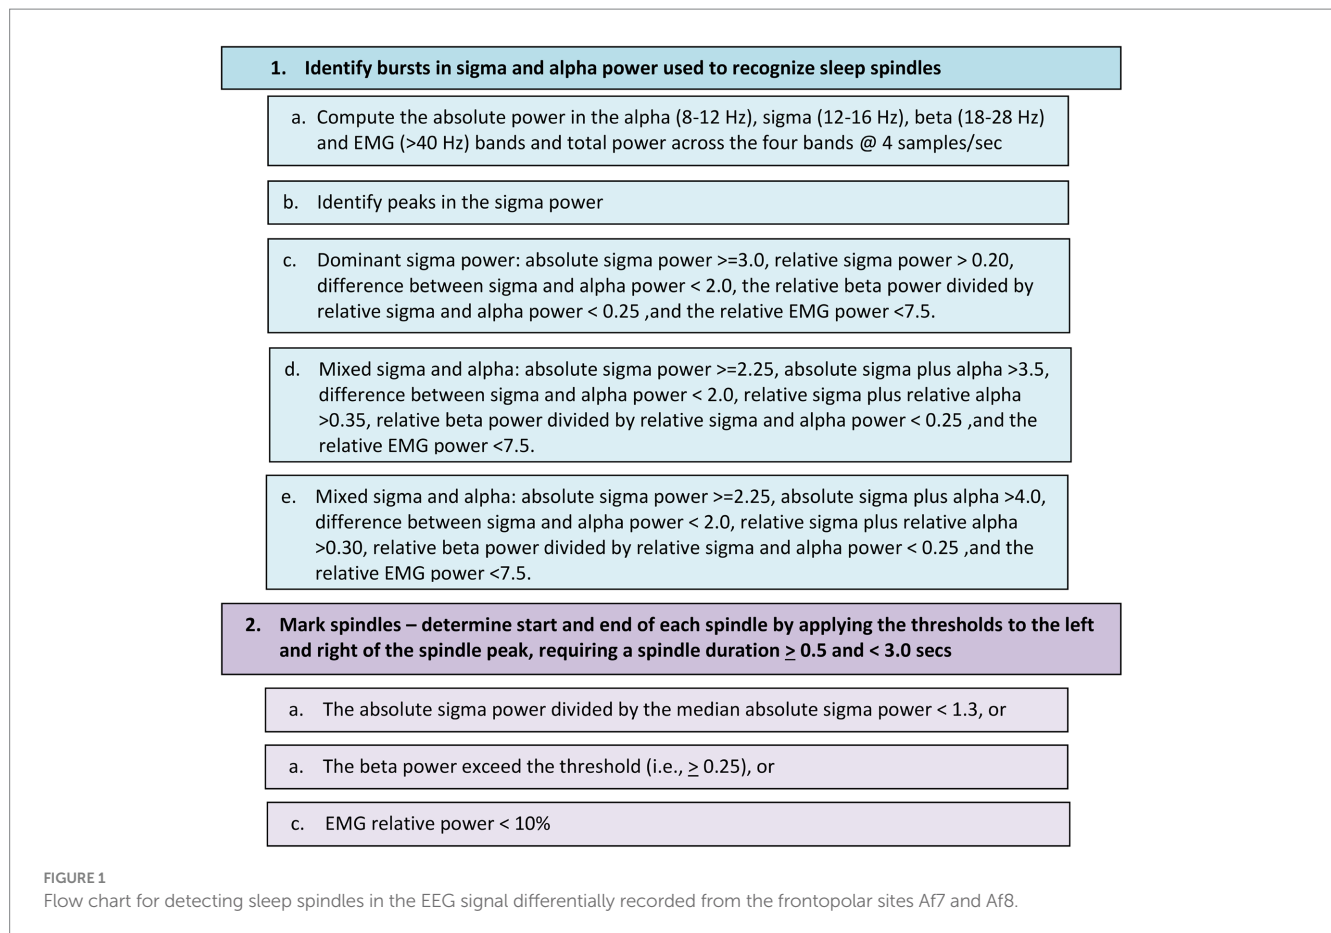 1. Identify bursts in sigma and alpha power used to recognize sleep spindles
a. Compute the absolute power in the alpha (8-12 Hz), sigma (12-16 Hz), beta (18-28 Hz)
and EMG (>40 Hz) bands and total power across the four bands @ 4 samples/sec
b. Identify peaks in the sigma power
c. Dominant sigma power: absolute sigma power >=3.0, relative sigma power > 0.20,
difference between sigma and alpha power < 2.0, the relative beta power divided by
relative sigma and alpha power < 0.25 ,and the relative EMG power <7.5.
d. Mixed sigma and alpha: absolute sigma power >=2.25, absolute sigma plus alpha >3.5,
difference between sigma and alpha power < 2.0, relative sigma plus relative alpha
>0.35, relative beta power divided by relative sigma and alpha power < 0.25 ,and the
relative EMG power <7.5.
e. Mixed sigma and alpha: absolute sigma power >=2.25, absolute sigma plus alpha >4.0,
difference between sigma and alpha power < 2.0, relative sigma plus relative alpha
>0.30, relative beta power divided by relative sigma and alpha power < 0.25 ,and the
relative EMG power <7.5.
2. Mark spindles – determine start and end of each spindle by applying the thresholds to the left
and right of the spindle peak, requiring a spindle duration ≥ 0.5 and < 3.0 secs
a. The absolute sigma power divided by the median absolute sigma power < 1.3, or
a. The beta power exceed the threshold (i.e., ≥ 0.25), or
c. EMG relative power < 10%
FIGURE 1
Flow chart for detecting sleep spindles in the EEG signal differentially recorded from the frontopolar sites Af7 and Af8.